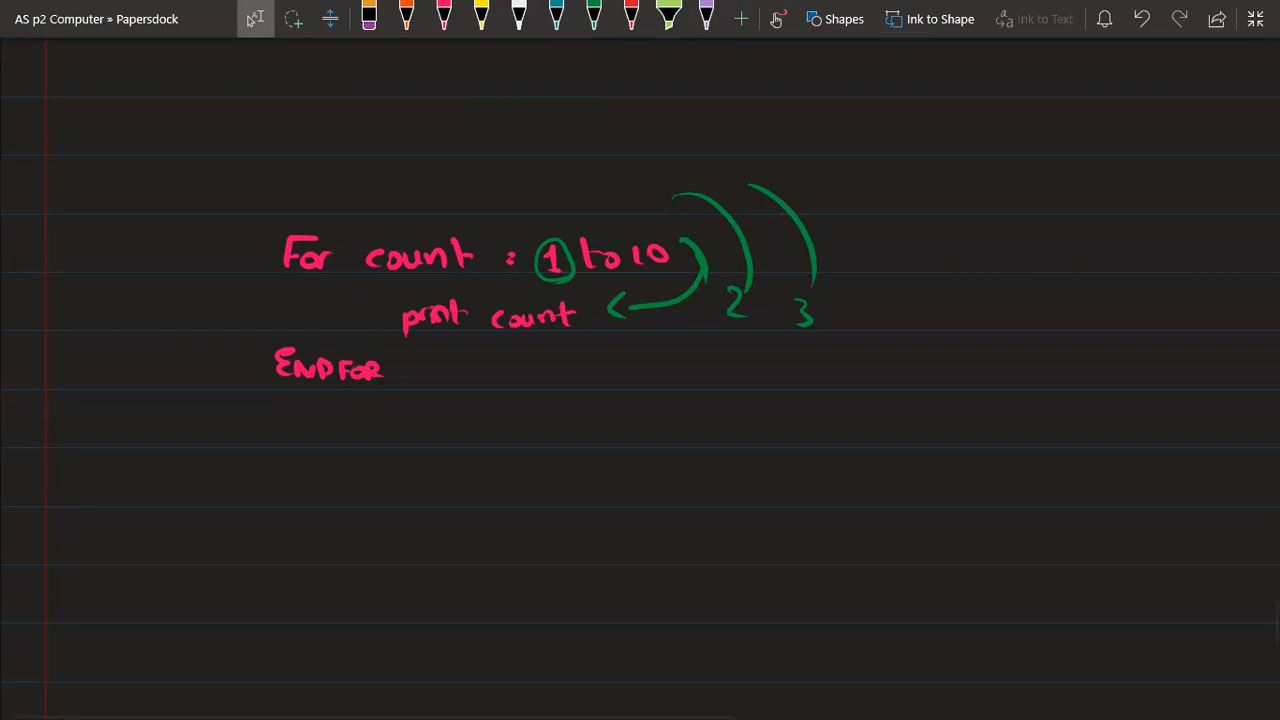 AS p2 Computer » Papersdock
Shapes
Ink to Shape
Ink to Text
For count : 1 to 10
print count
2
3
ENDFOR